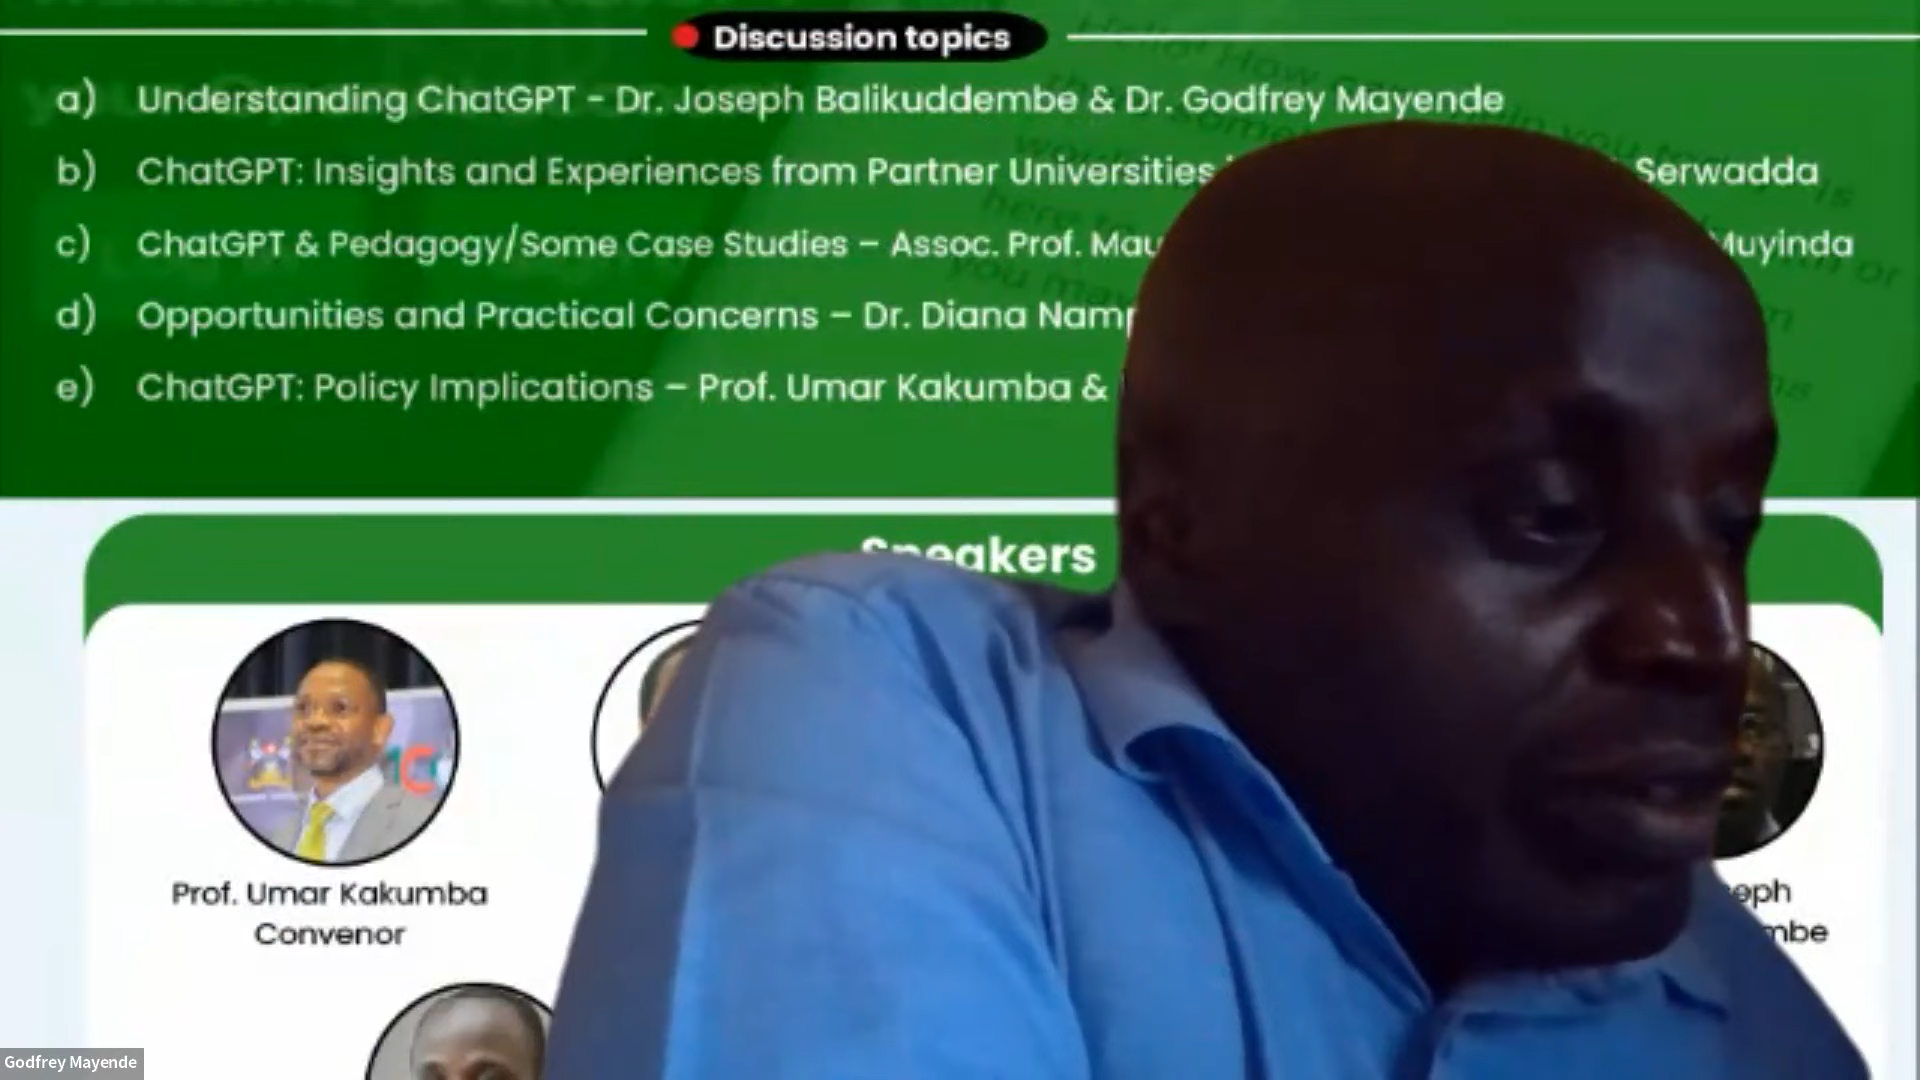 Discussion topics
a) Understanding ChatGPT - Dr. Joseph Balikuddembe & Dr. Godfrey Mayende
b) ChatGPT: Insights and Experiences from Partner Universities Serwadda
c) ChatGPT & Pedagogy/Some Case Studies – Assoc. Prof. Muyinda
d) Opportunities and Practical Concerns – Dr. Diana
e) ChatGPT: Policy Implications – Prof. Umar Kakumba &
Speakers
Prof. Umar Kakumba
Convenor
Godfrey Mayende